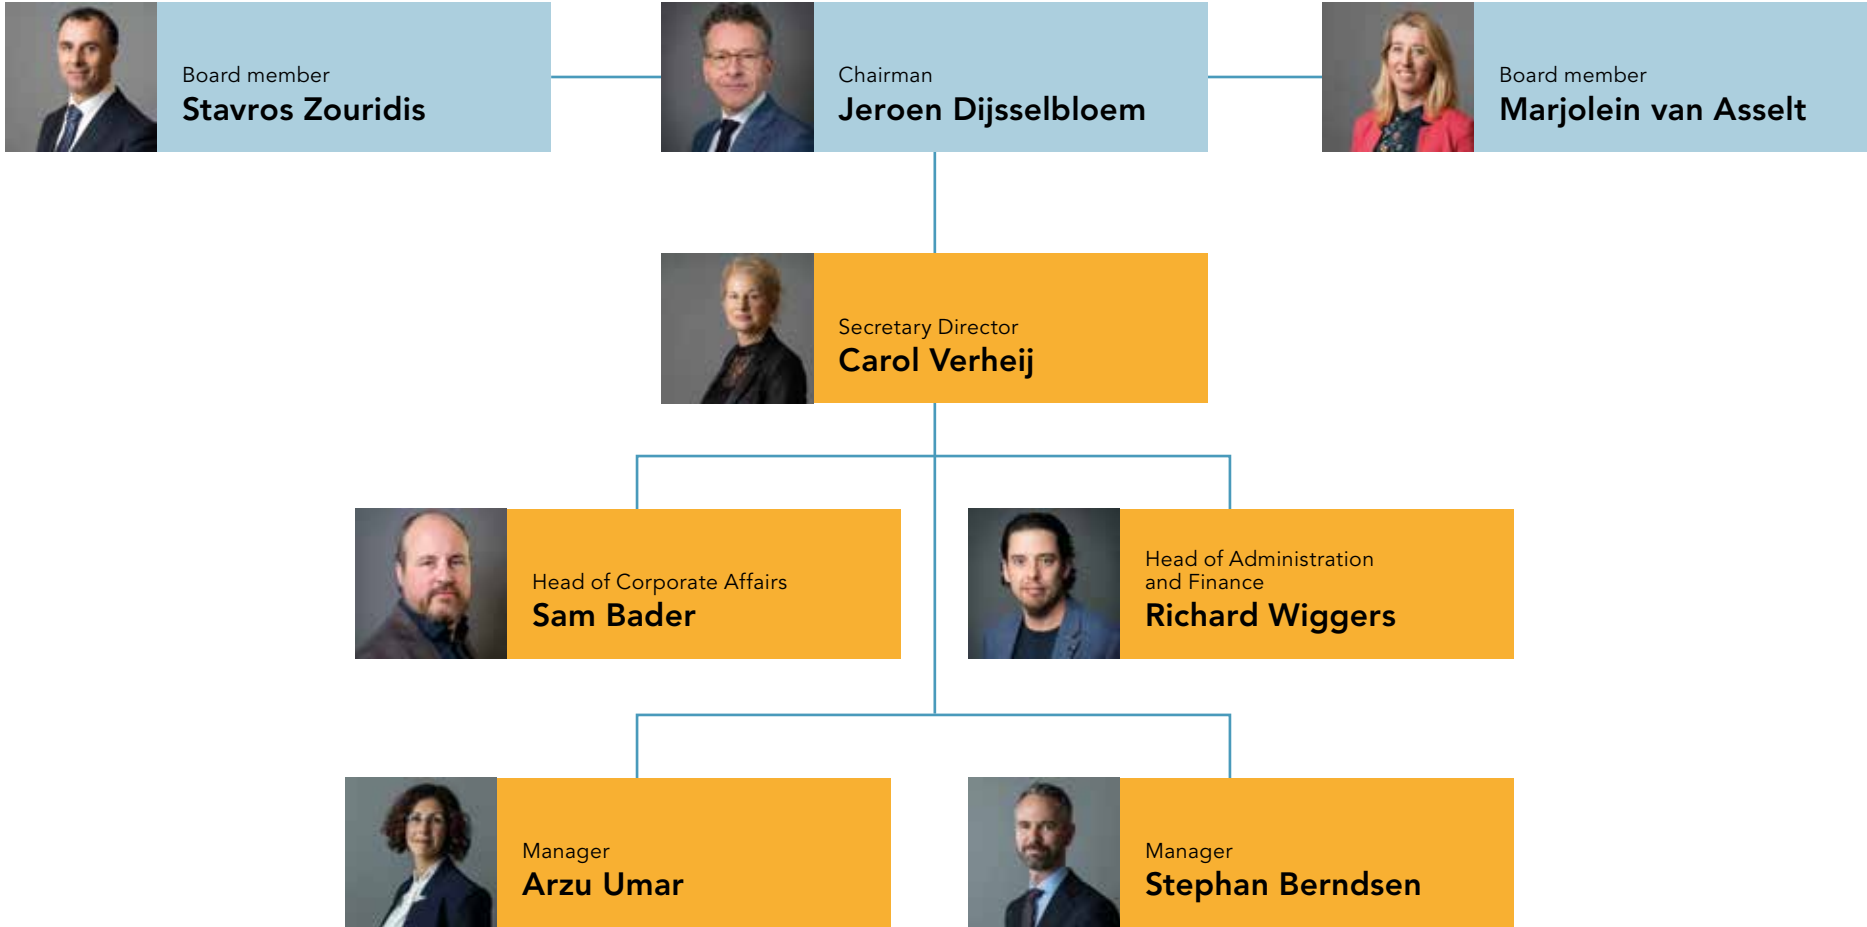 Board member
Stavros Zouridis
Chairman
Jeroen Dijsselbloem
Board member
Marjolein van Asselt
Secretary Director
Carol Verheij
Head of Corporate Affairs
Sam Bader
Head of Administration
and Finance
Richard Wiggers
Manager
Arzu Umar
Manager
Stephan Berndsen